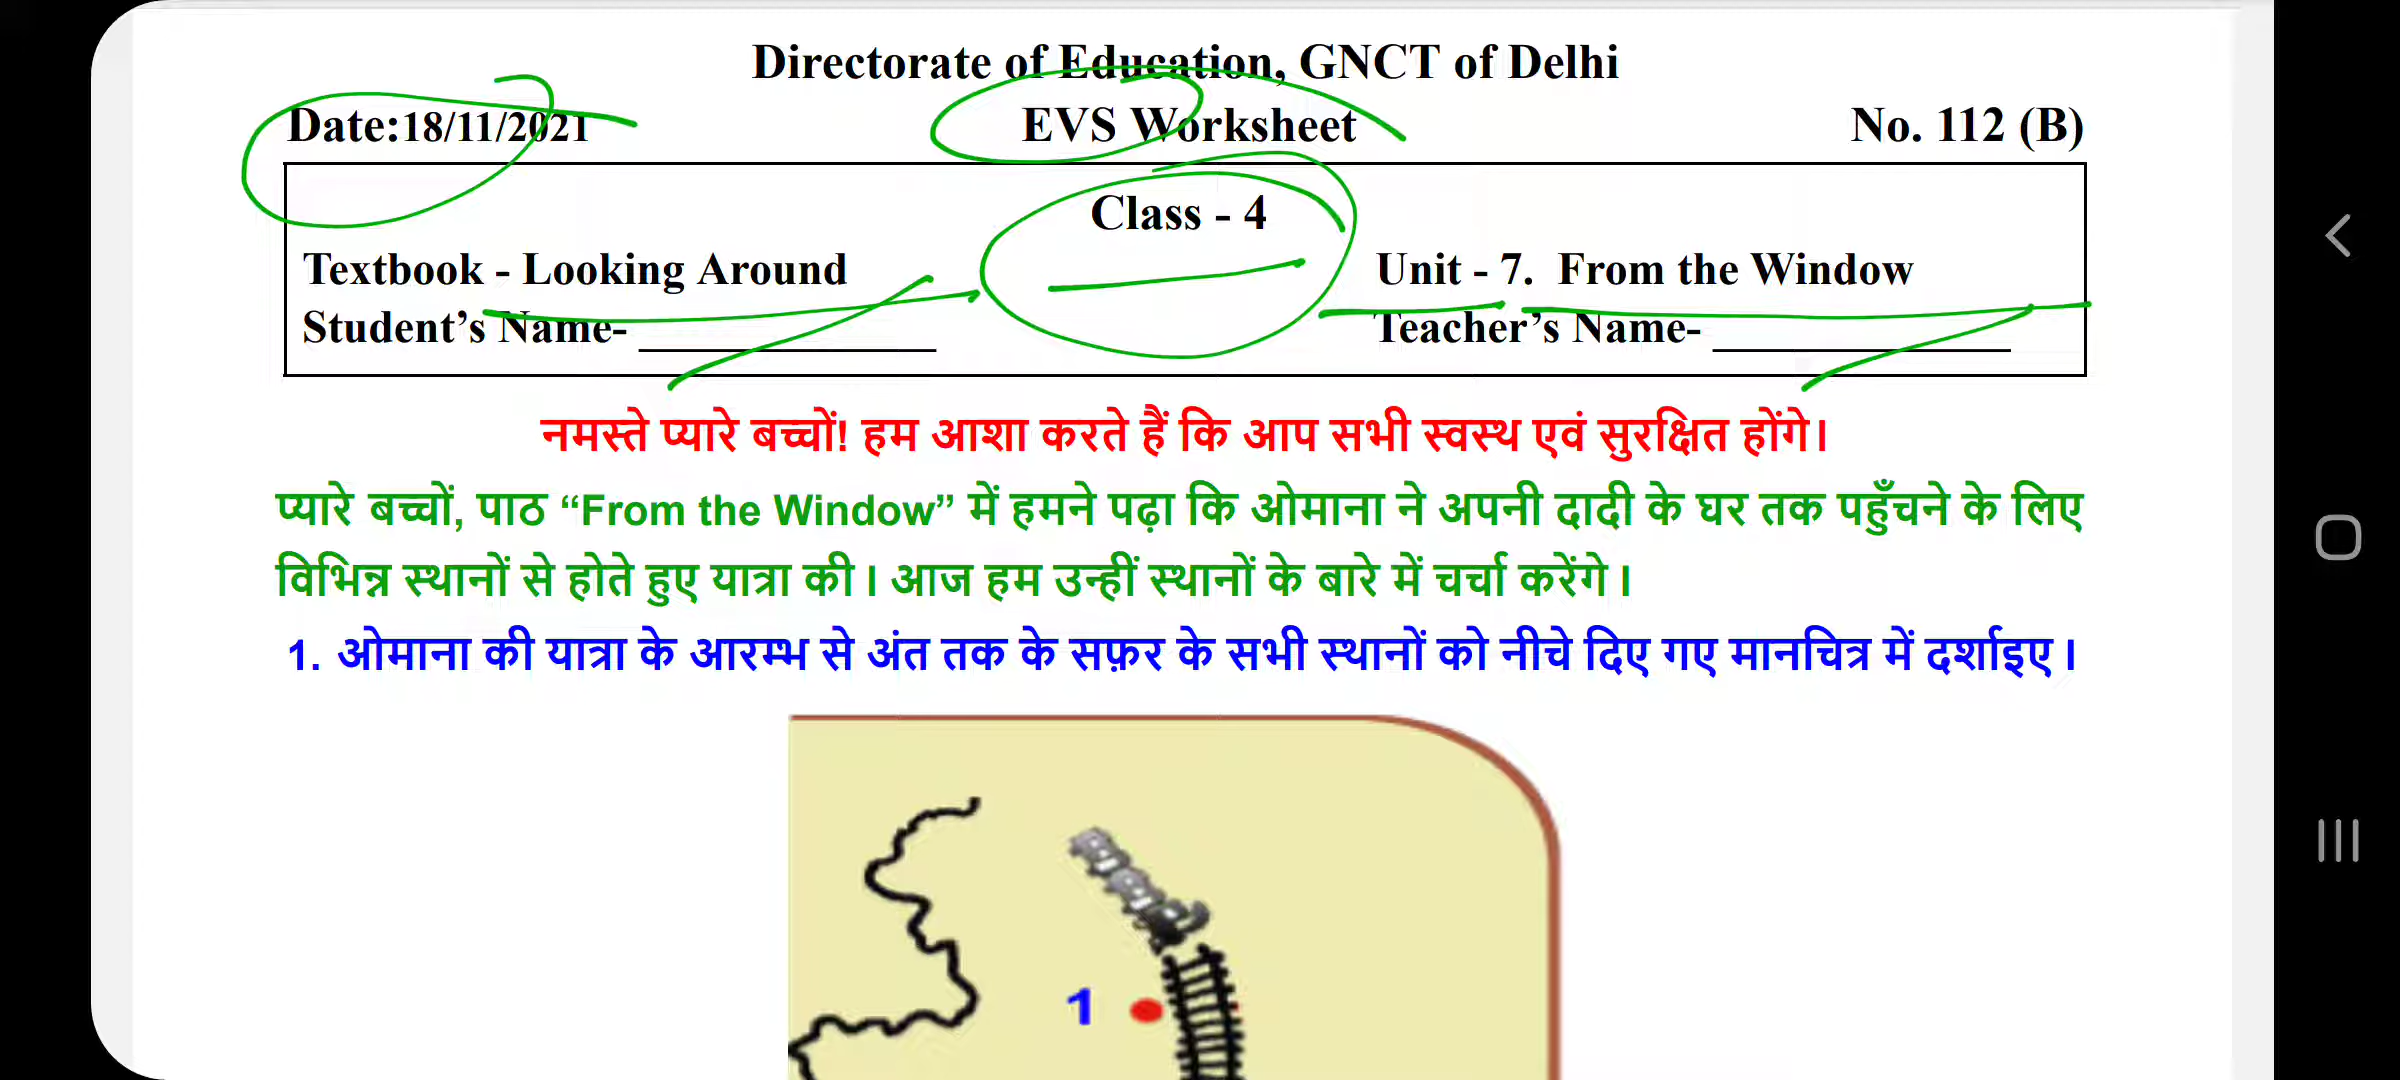 Directorate of Education, GNCT of Delhi
Date:18/11/2021 EVS Worksheet No. 112 (B)
Class - 4
Textbook - Looking Around Unit - 7. From the Window
Student’s Name- ______________ Teacher’s Name- ______________
नमस्ते प्यारे बच्चों! हम आशा करते हैं कि आप सभी स्वस्थ एवं सुरक्षित होंगे।
प्यारे बच्चों, पाठ “From the Window” में हमने पढ़ा कि ओमाना ने अपनी दादी के घर तक पहुँचने के लिए
विभिन्न स्थानों से होते हुए यात्रा की। आज हम उन्हीं स्थानों के बारे में चर्चा करेंगे।
1. ओमाना की यात्रा के आरम्भ से अंत तक के सफ़र के सभी स्थानों को नीचे दिए गए मानचित्र में दर्शाइए।
1